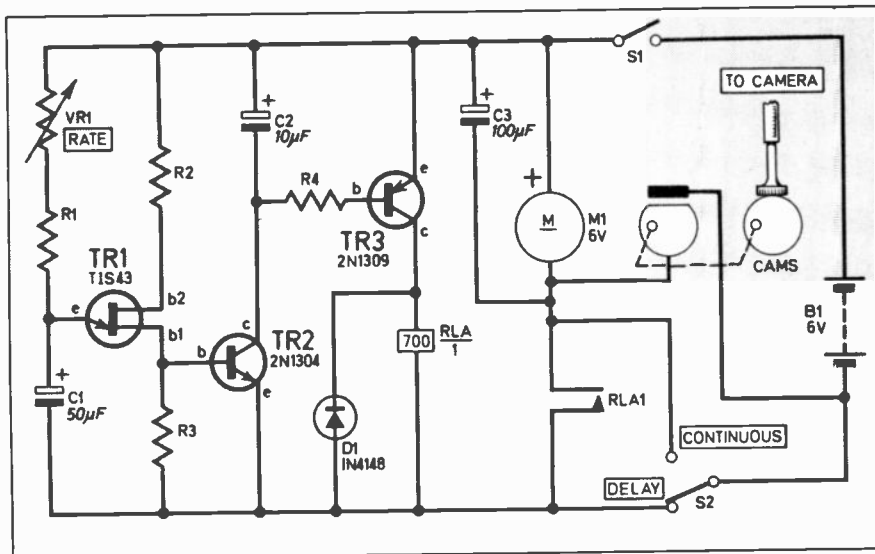 S1
TO CAMERA
VR1
RATE
C2
10µF
C3
100µF
R2
R4
b
e
c
TR3
2N1309
M
M1
6V
CAMS
R1
TR1
TIS43
e
b2
b1
TR2
2N1304
c
b
e
700
RLA
1
B1
6V
C1
50µF
R3
D1
IN4148
RLA1
CONTINUOUS
DELAY
S2